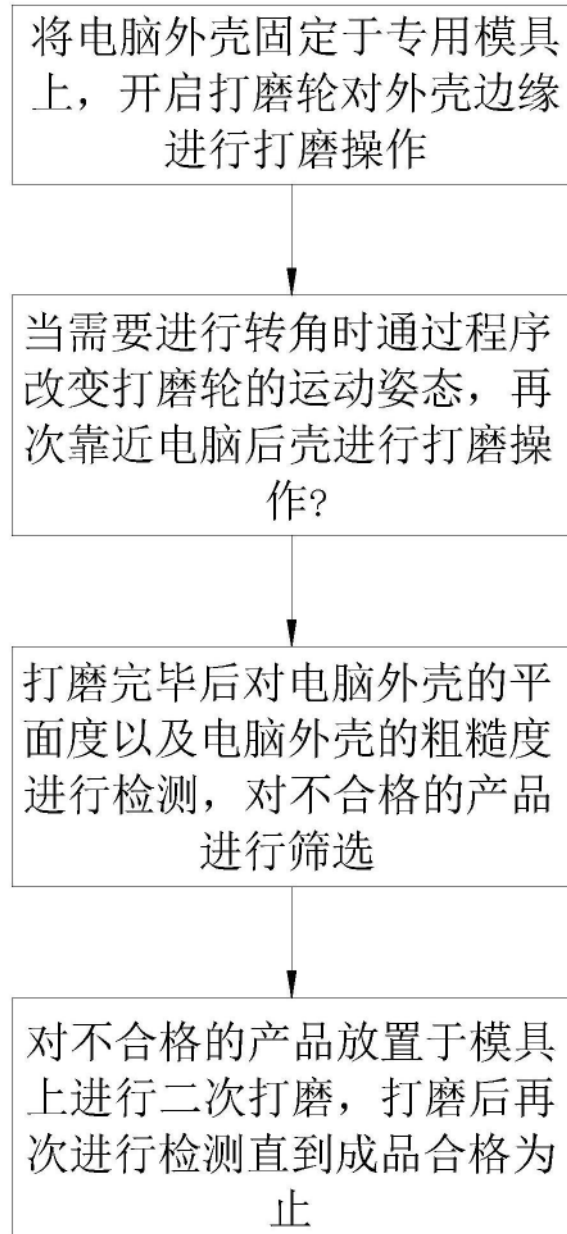 将电脑外壳固定于专用模具
上，开启打磨轮对外壳边缘
进行打磨操作
当需要进行转角时通过程序
改变打磨轮的运动姿态，再
次靠近电脑后壳进行打磨操
作?
打磨完毕后对电脑外壳的平
面度以及电脑外壳的粗糙度
进行检测，对不合格的产品
进行筛选
对不合格的产品放置于模具
上进行二次打磨，打磨后再
次进行检测直到成品合格为
止